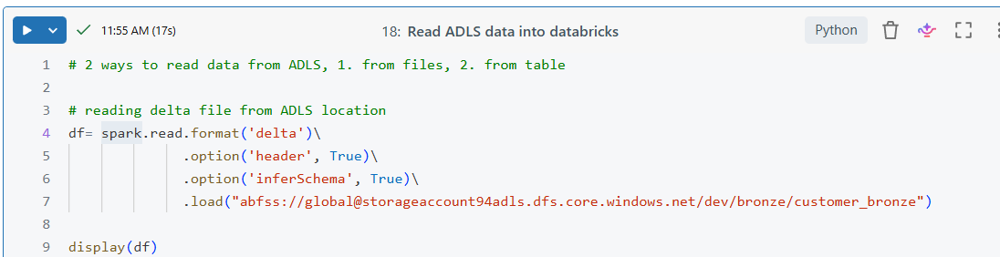 11:55 AM (17s) 18: Read ADLS data into databricks Python
1 # 2 ways to read data from ADLS, 1. from files, 2. from table
2
3 # reading delta file from ADLS location
4 df= spark.read.format('delta')\
5 .option('header', True)\
6 .option('inferSchema', True)\
7 .load("abfss://global@storageaccount94adls.dfs.core.windows.net/dev/bronze/customer_bronze")
8
9 display(df)